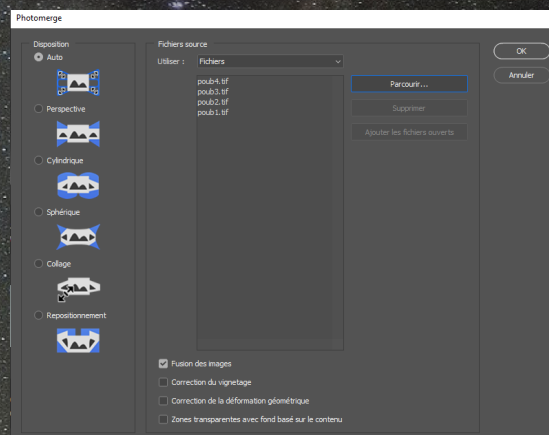 Photomerge
Disposition
Auto
Perspective
Cylindrique
Sphérique
Collage
Repositionnement
Fichiers source
Utiliser : Fichiers
poub4.tif
poub3.tif
poub2.tif
poub1.tif
Parcourir...
Supprimer
Ajouter les fichiers ouverts
Fusion des images
Correction du vignetage
Correction de la déformation géométrique
Zones transparentes avec fond basé sur le contenu
OK
Annuler